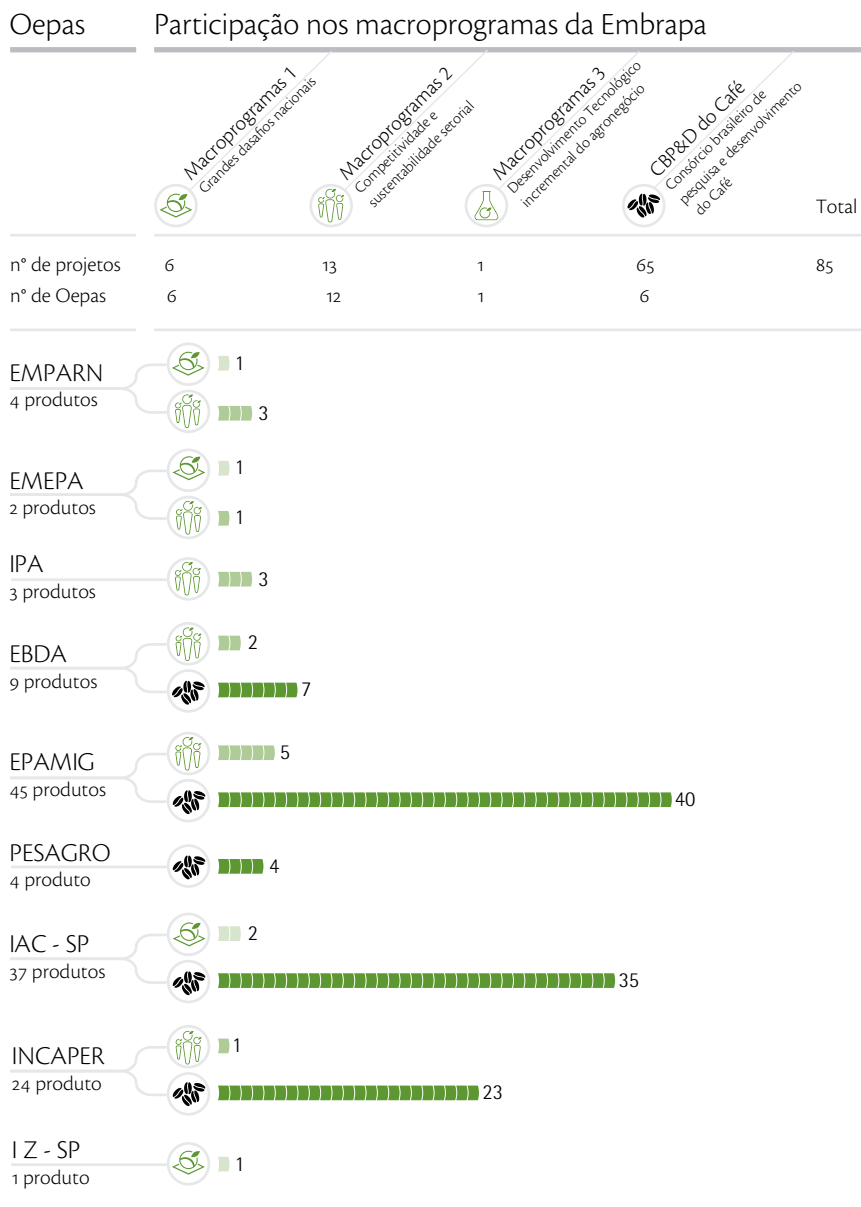 Oepas
Participação nos macroprogramas da Embrapa
Macroprogramas 1
Grandes dasafios nacionais
Macroprogramas 2
Competitividade e
sustentabilidade setorial
Macroprogramas 3
Desenvolvimento Tecnológico
incremental do agronegócio
CBP&D do Café
Consórcio brasileiro de
pesquisa e desenvolvimento
do Café
Total
n° de projetos 6 13 1 65 85
n° de Oepas 6 12 1 6
EMPARN
4 produtos
1
3
EMEPA
2 produtos
1
1
IPA
3 produtos
3
EBDA
9 produtos
2
7
EPAMIG
45 produtos
5
40
PESAGRO
4 produto
4
IAC - SP
37 produtos
2
35
INCAPER
24 produto
1
23
I Z - SP
1 produto
1